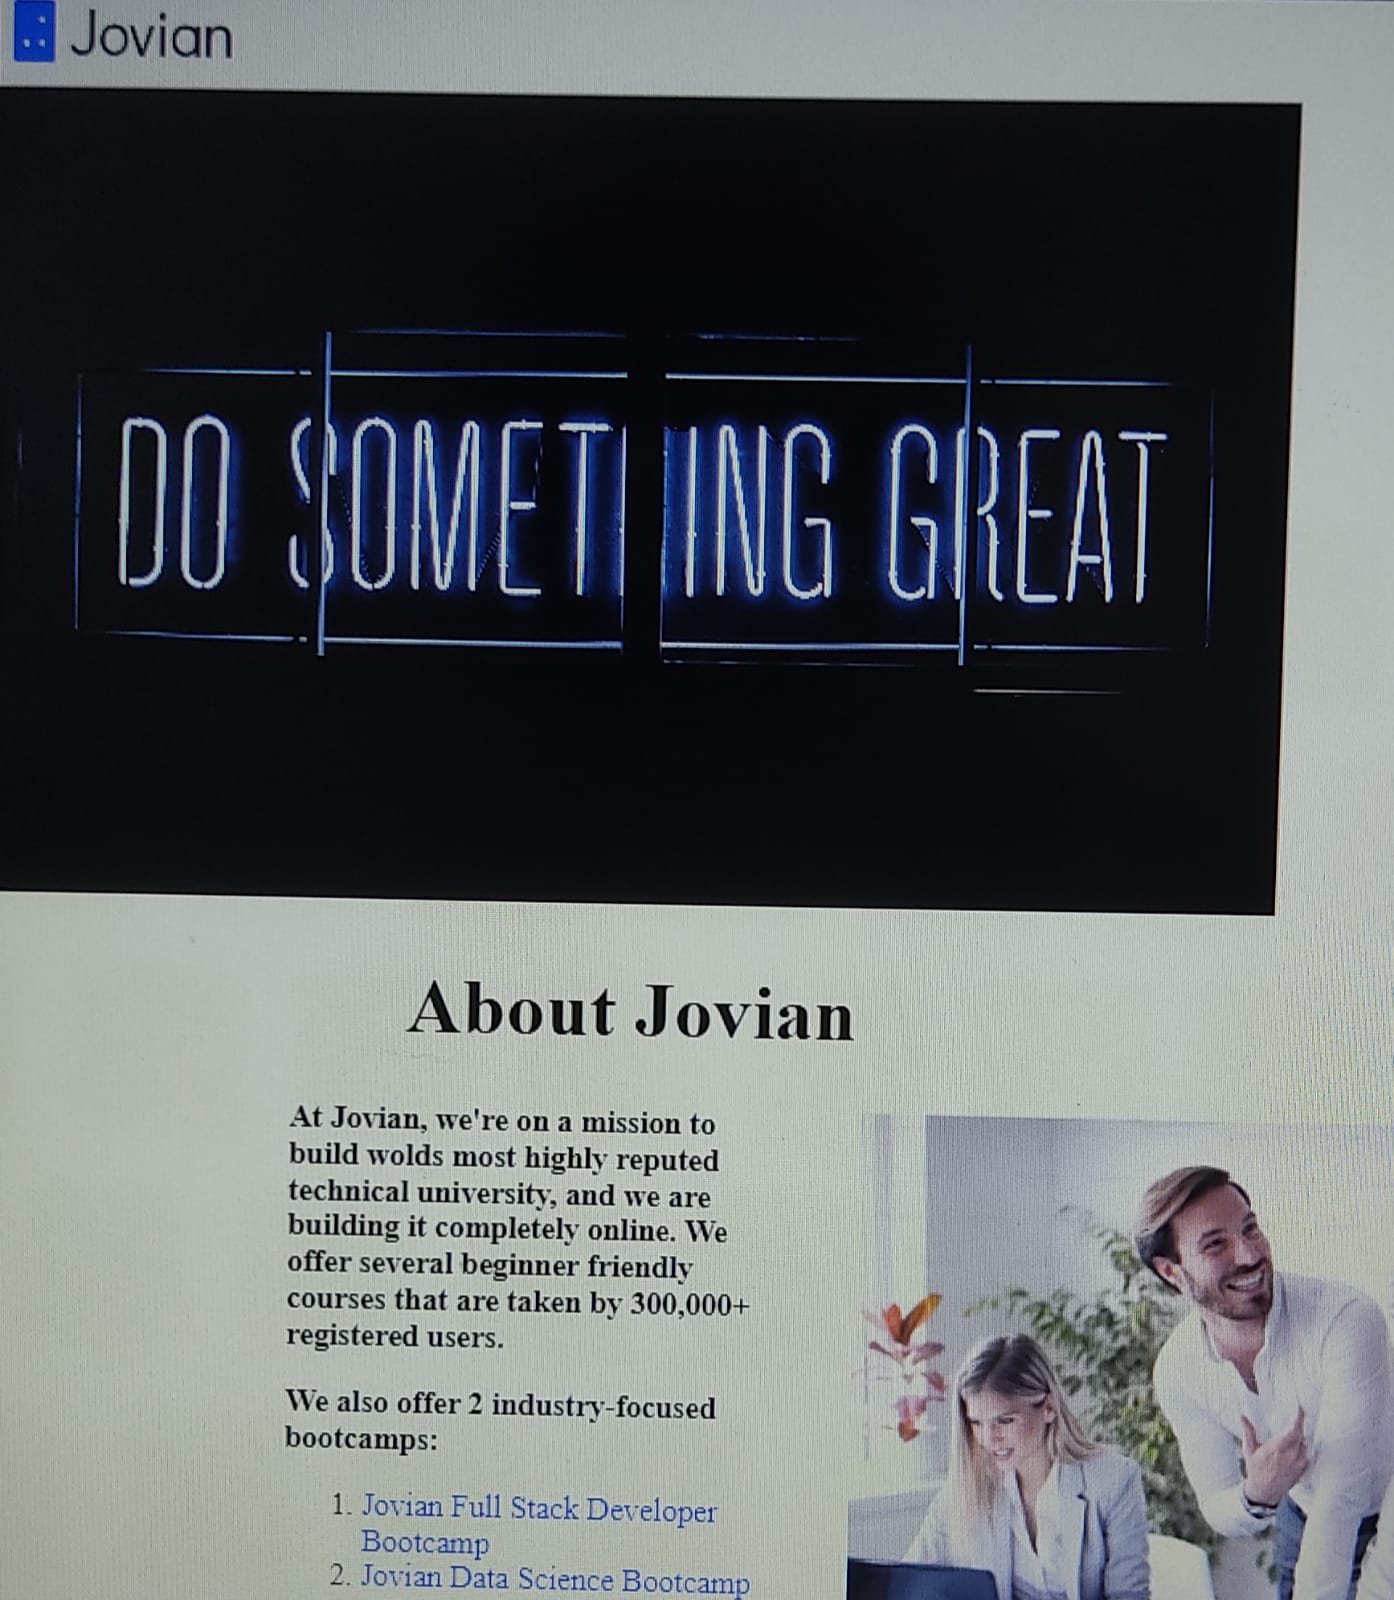 Jovian
DO SOMETHING GREAT
About Jovian
At Jovian, we're on a mission to
build wolds most highly reputed
technical university, and we are
building it completely online. We
offer several beginner friendly
courses that are taken by 300,000+
registered users.
We also offer 2 industry-focused
bootcamps:
1. Jovian Full Stack Developer
Bootcamp
2. Jovian Data Science Bootcamp